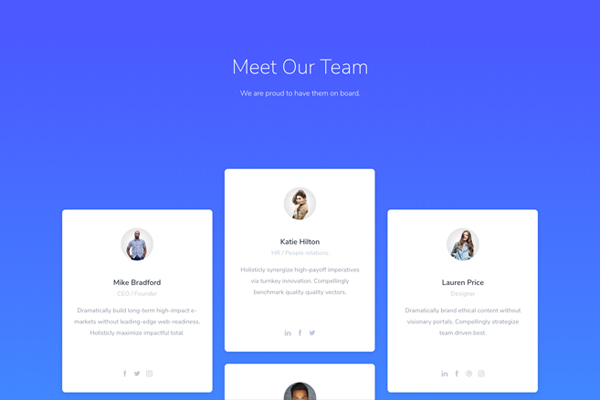 Meet Our Team
We are proud to have them on board.
Mike Bradford
CEO / Founder
Dramatically build long-term high-impact e-
markets without leading-edge web-readiness.
Holisticly maximize impactful total
Katie Hilton
HR / People relations
Holisticly synergize high-payoff imperatives
via turnkey innovation. Compellingly
benchmark quality quality vectors.
Lauren Price
Designer
Dramatically brand ethical content without
visionary portals. Compellingly strategize
team driven best.